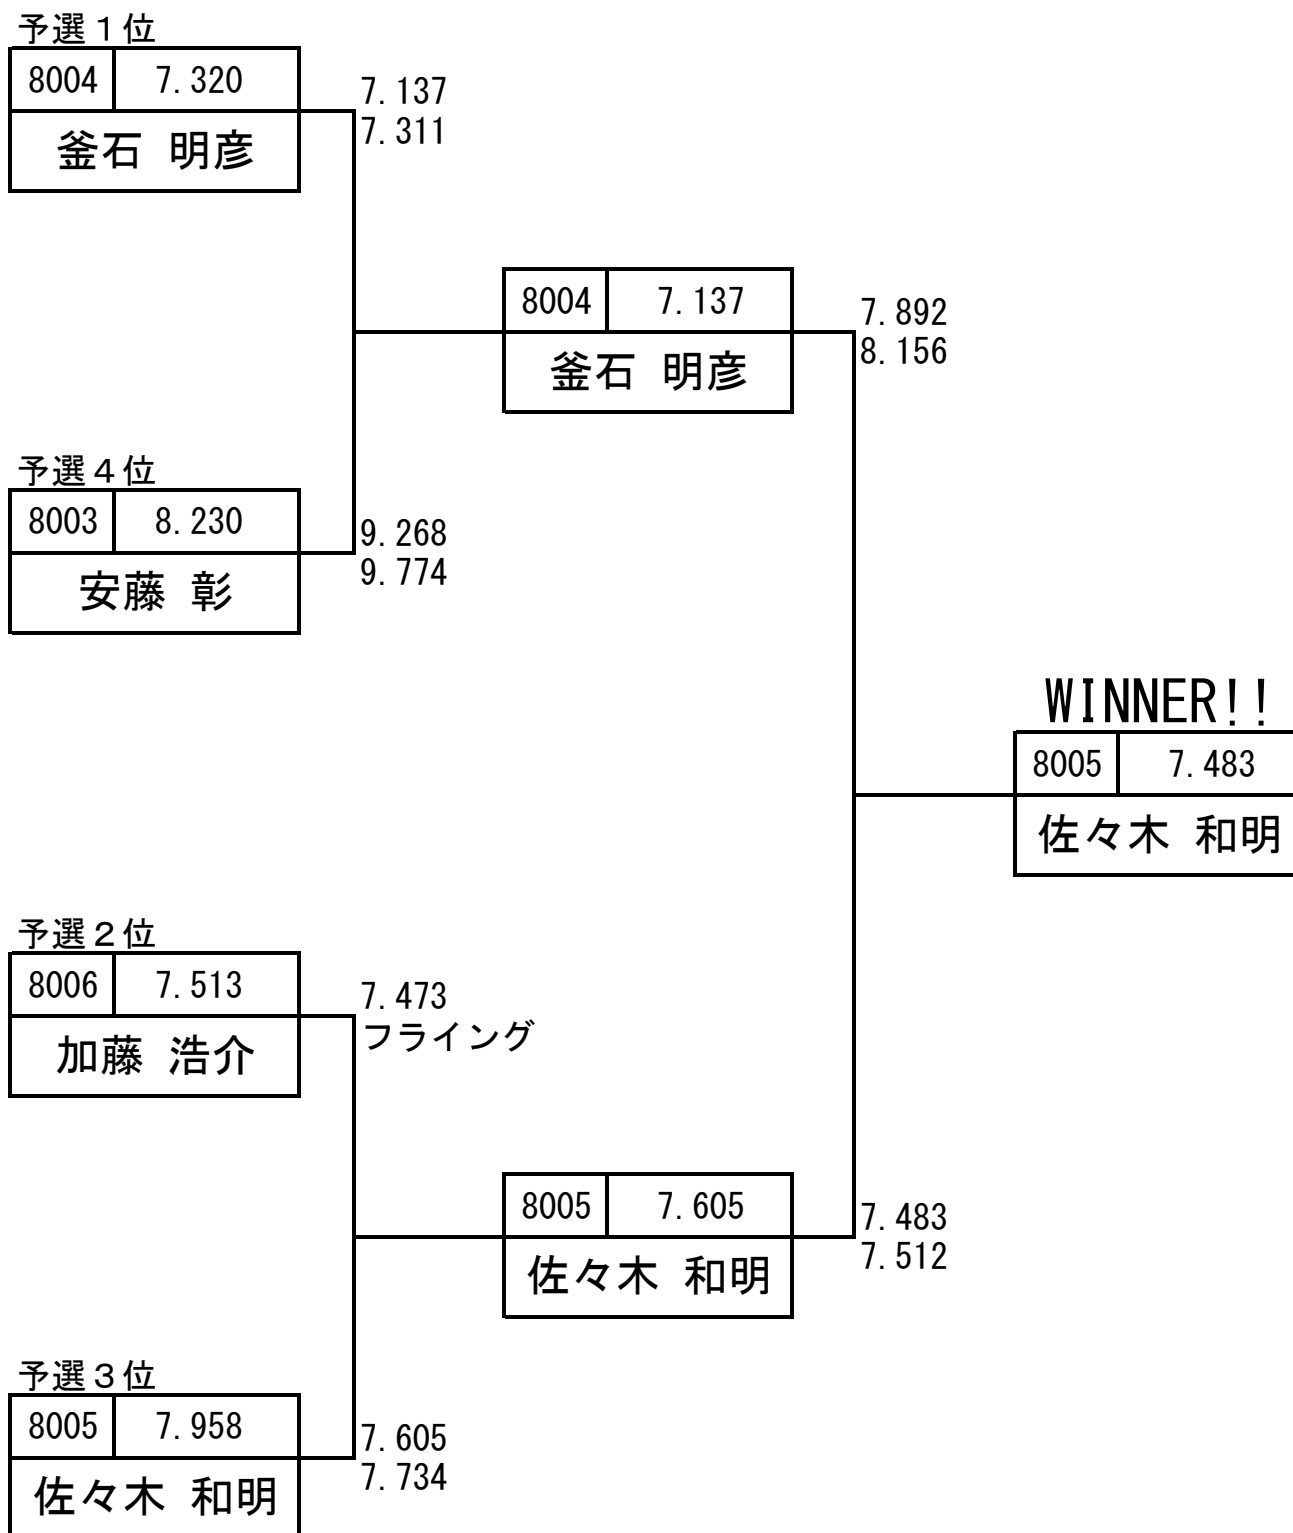 予選１位
8004 7.320
釜石 明彦
7.137
7.311
8004 7.137
釜石 明彦
7.892
8.156
予選４位
8003 8.230
安藤 彰
9.268
9.774
WINNER!!
8005 7.483
佐々木 和明
予選２位
8006 7.513
加藤 浩介
7.473
フライング
8005 7.605
佐々木 和明
7.483
7.512
予選３位
8005 7.958
佐々木 和明
7.605
7.734